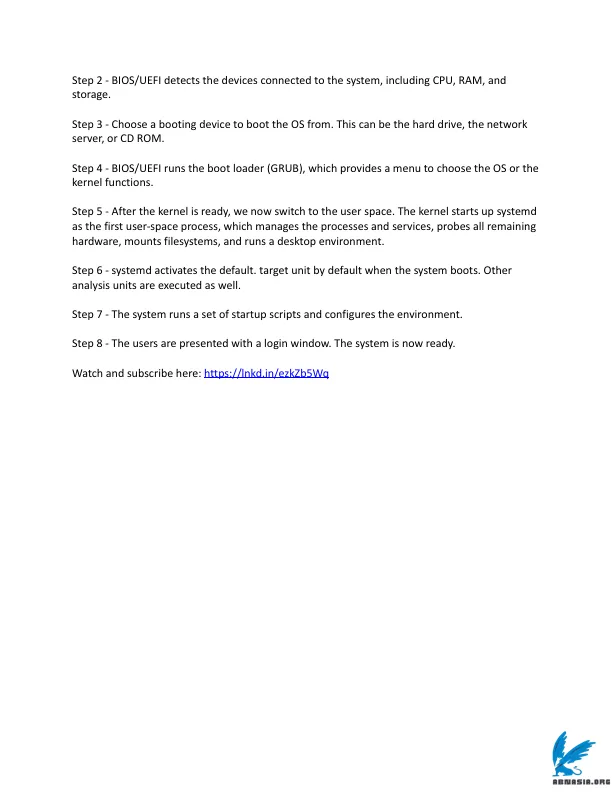 Step 2 - BIOS/UEFI detects the devices connected to the system, including CPU, RAM, and
storage.
Step 3 - Choose a booting device to boot the OS from. This can be the hard drive, the network
server, or CD ROM.
Step 4 - BIOS/UEFI runs the boot loader (GRUB), which provides a menu to choose the OS or the
kernel functions.
Step 5 - After the kernel is ready, we now switch to the user space. The kernel starts up systemd
as the first user-space process, which manages the processes and services, probes all remaining
hardware, mounts filesystems, and runs a desktop environment.
Step 6 - systemd activates the default. target unit by default when the system boots. Other
analysis units are executed as well.
Step 7 - The system runs a set of startup scripts and configures the environment.
Step 8 - The users are presented with a login window. The system is now ready.
Watch and subscribe here: https://lnkd.in/ezkZb5Wq
ABNASIA.ORG